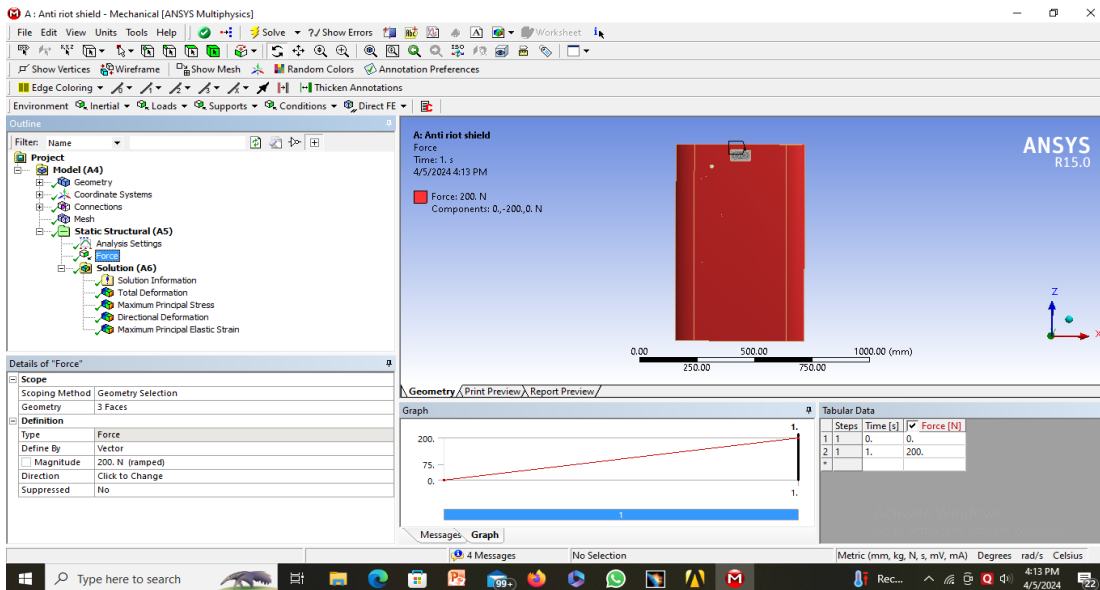 A : Anti riot shield - Mechanical [ANSYS Multiphysics]
File Edit View Units Tools Help Solve ?/ Show Errors Worksheet
Show Vertices Wireframe Show Mesh Random Colors Annotation Preferences
Edge Coloring Thicken Annotations
Environment Inertial Loads Supports Conditions Direct FE
Outline
Filter: Name
Project
Model (A4)
Geometry
Coordinate Systems
Connections
Mesh
Static Structural (A5)
Analysis Settings
Force
Solution (A6)
Solution Information
Total Deformation
Maximum Principal Stress
Directional Deformation
Maximum Principal Elastic Strain
Details of "Force"
Scope
Scoping Method Geometry Selection
Geometry 3 Faces
Definition
Type Force
Define By Vector
Magnitude 200. N (ramped)
Direction Click to Change
Suppressed No
A: Anti riot shield
Force
Time: 1. s
4/5/2024 4:13 PM
Force: 200. N
Components: 0.,-200.,0. N
ANSYS
R15.0
Z
X
0.00 500.00 1000.00 (mm)
250.00 750.00
Geometry Print Preview Report Preview
Graph
1.
200.
75.
0.
1.
1
Messages Graph
Tabular Data
Steps Time [s] Force [N]
1 1 0. 0.
2 1 1. 200.
*
4 Messages No Selection Metric (mm, kg, N, s, mV, mA) Degrees rad/s Celsius
Type here to search 99+ Rec... 4:13 PM
4/5/2024 22